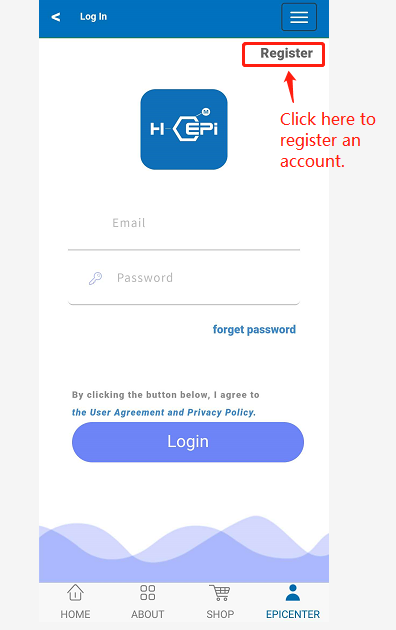 < Log In
Register
Click here to
register an
account.
H EPi
M
Email
Password
forget password
By clicking the button below, I agree to
the User Agreement and Privacy Policy.
Login
HOME
ABOUT
SHOP
EPICENTER